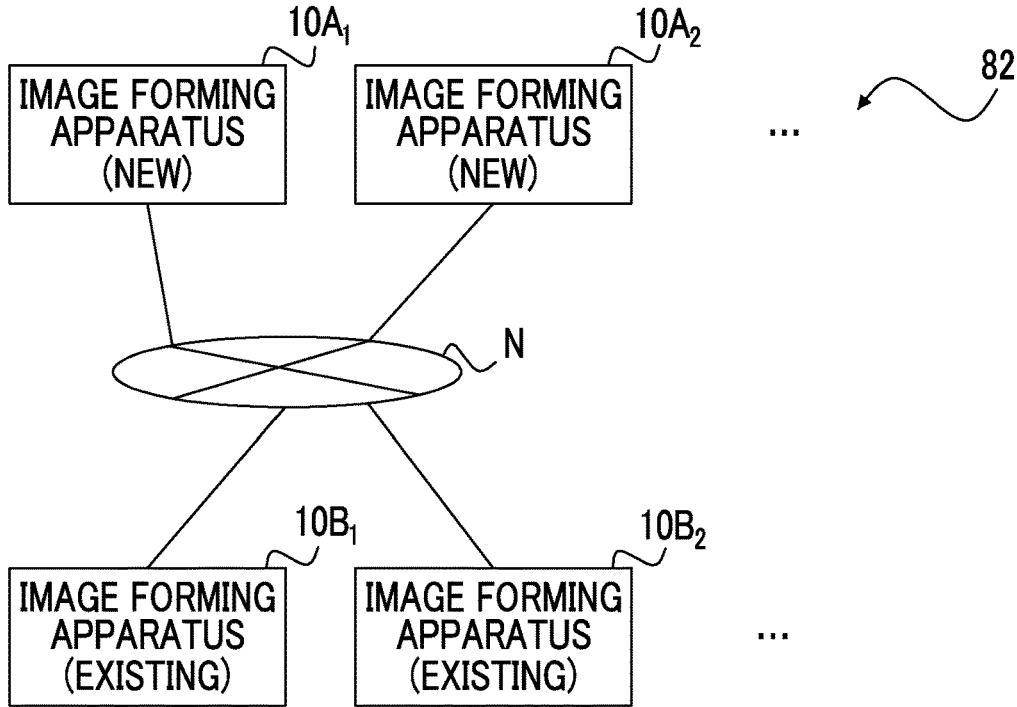 10A₁
10A₂
82
IMAGE FORMING
APPARATUS
(NEW)
IMAGE FORMING
APPARATUS
(NEW)
...
N
10B₁
10B₂
IMAGE FORMING
APPARATUS
(EXISTING)
IMAGE FORMING
APPARATUS
(EXISTING)
...